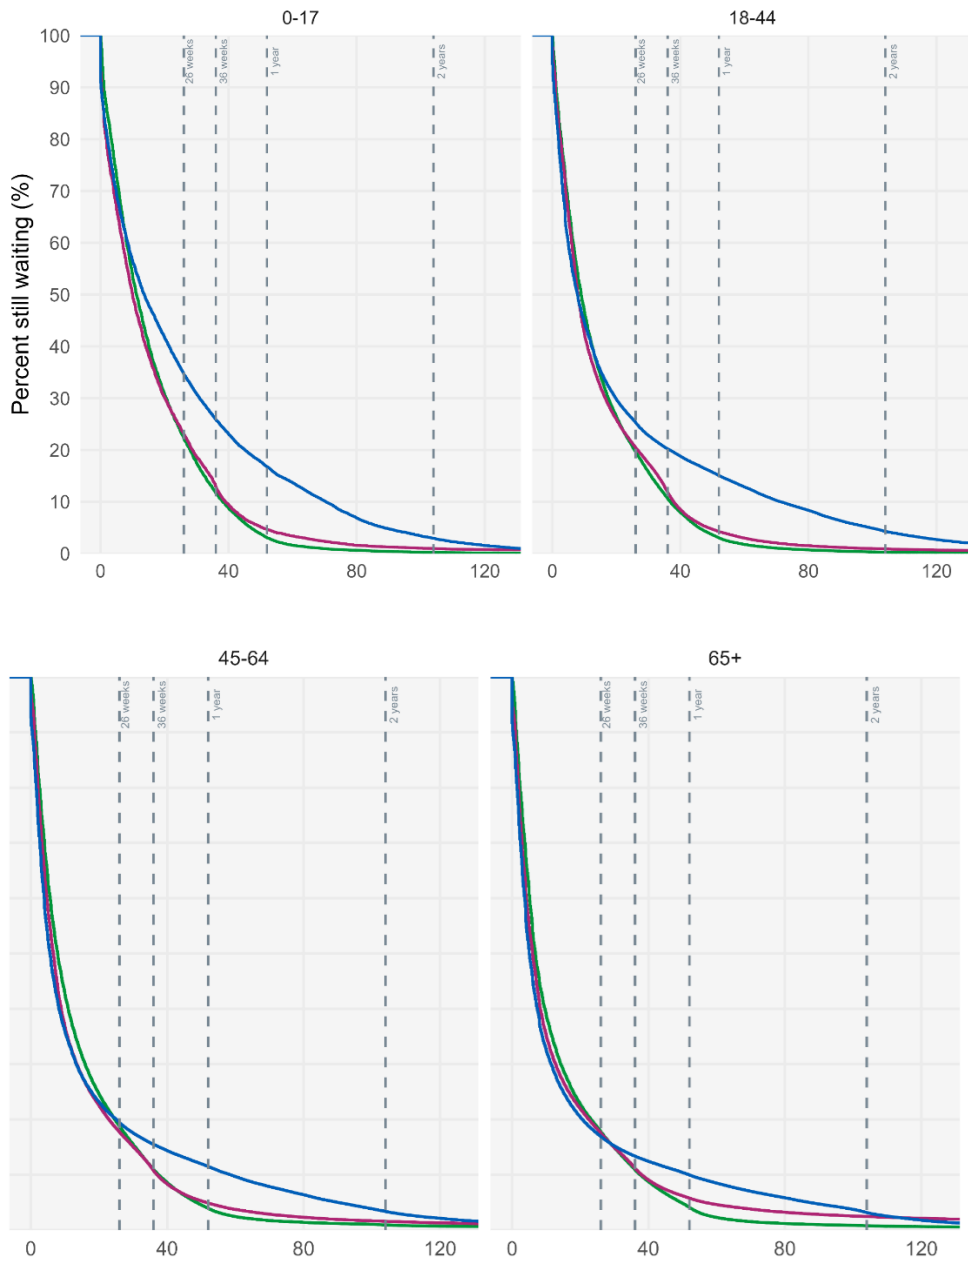 0-17 18-44
100
90
80
70
60
50
40
30
20
10
0
Percent still waiting (%)
26 weeks 36 weeks 1 year 2 years
26 weeks 36 weeks 1 year 2 years
0 40 80 120 0 40 80 120
45-64 65+
26 weeks 36 weeks 1 year 2 years
26 weeks 36 weeks 1 year 2 years
0 40 80 120 0 40 80 120